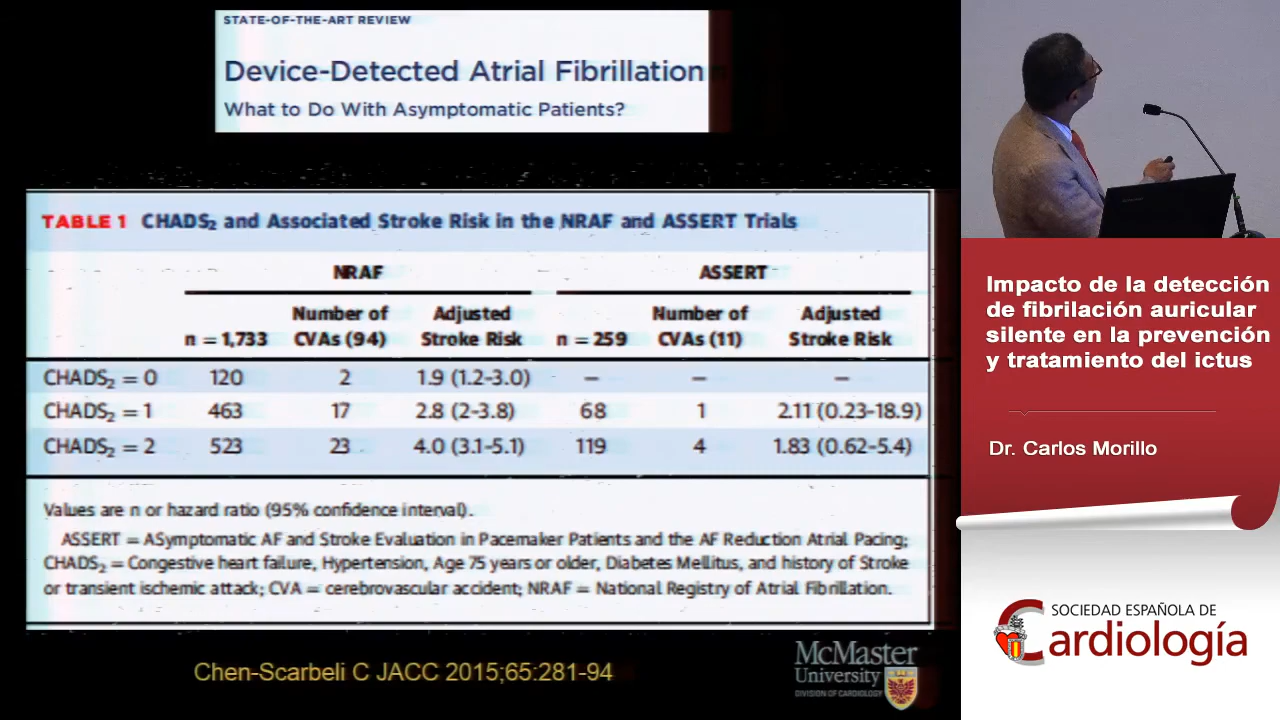 STATE-OF-THE-ART REVIEW
Device-Detected Atrial Fibrillation
What to Do With Asymptomatic Patients?
TABLE 1 CHADS₂ and Associated Stroke Risk in the NRAF and ASSERT Trials
NRAF ASSERT
n = 1,733 Number of CVAs (94) Adjusted Stroke Risk n = 259 Number of CVAs (11) Adjusted Stroke Risk
CHADS₂ = 0 120 2 1.9 (1.2-3.0) – – –
CHADS₂ = 1 463 17 2.8 (2-3.8) 68 1 2.11 (0.23-18.9)
CHADS₂ = 2 523 23 4.0 (3.1-5.1) 119 4 1.83 (0.62-5.4)
Values are n or hazard ratio (95% confidence interval).
ASSERT = ASymptomatic AF and Stroke Evaluation in Pacemaker Patients and the AF Reduction Atrial Pacing;
CHADS₂ = Congestive heart failure, Hypertension, Age 75 years or older, Diabetes Mellitus, and history of Stroke
or transient ischemic attack; CVA = cerebrovascular accident; NRAF = National Registry of Atrial Fibrillation.
Chen-Scarbeli C JACC 2015;65:281-94
McMaster
University
DIVISION OF CARDIOLOGY
Impacto de la detección
de fibrilación auricular
silente en la prevención
y tratamiento del ictus
Dr. Carlos Morillo
SOCIEDAD ESPAÑOLA DE
Cardiología